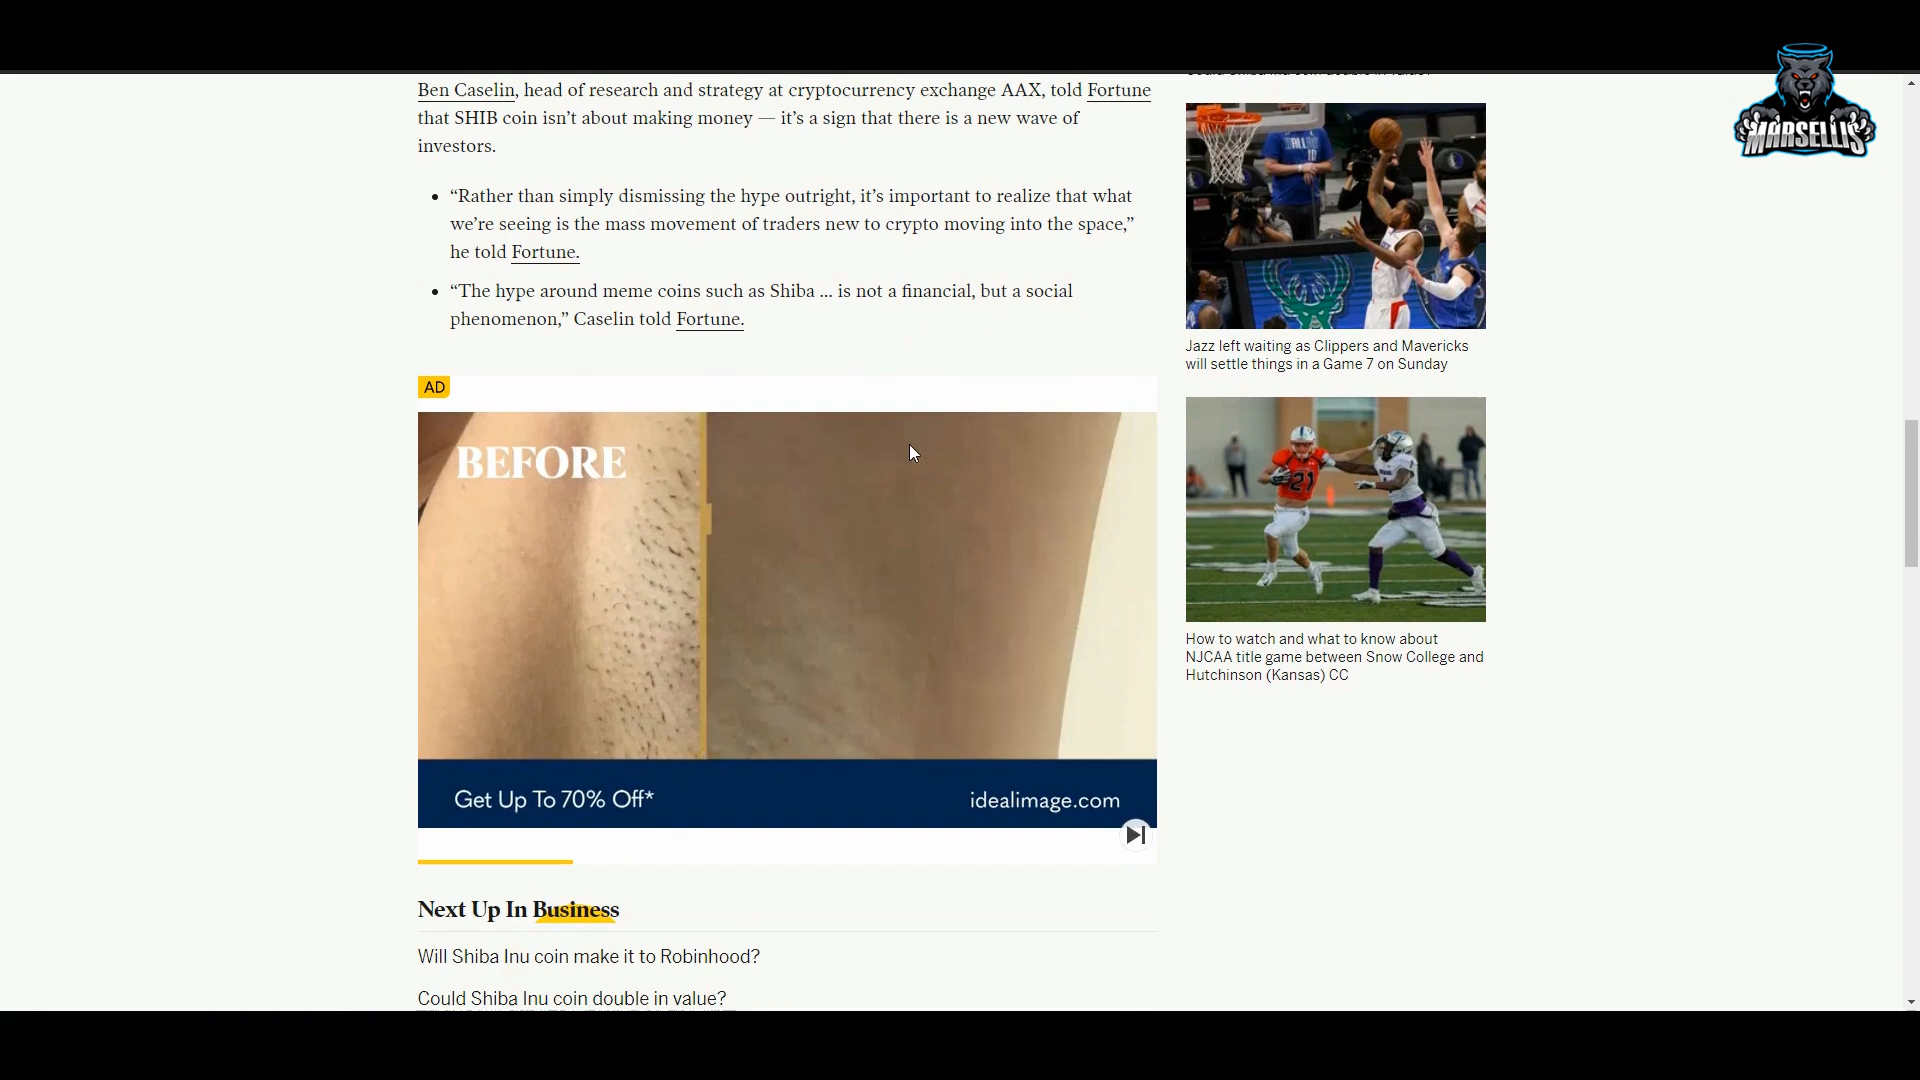 Ben Caselin, head of research and strategy at cryptocurrency exchange AAX, told Fortune
that SHIB coin isn’t about making money — it’s a sign that there is a new wave of
investors.
“Rather than simply dismissing the hype outright, it’s important to realize that what
we’re seeing is the mass movement of traders new to crypto moving into the space,”
he told Fortune.
“The hype around meme coins such as Shiba ... is not a financial, but a social
phenomenon,” Caselin told Fortune.
AD
BEFORE
Get Up To 70% Off*
idealimage.com
Next Up In Business
Will Shiba Inu coin make it to Robinhood?
Could Shiba Inu coin double in value?
MARSELLIS
Jazz left waiting as Clippers and Mavericks
will settle things in a Game 7 on Sunday
21
How to watch and what to know about
NJCAA title game between Snow College and
Hutchinson (Kansas) CC